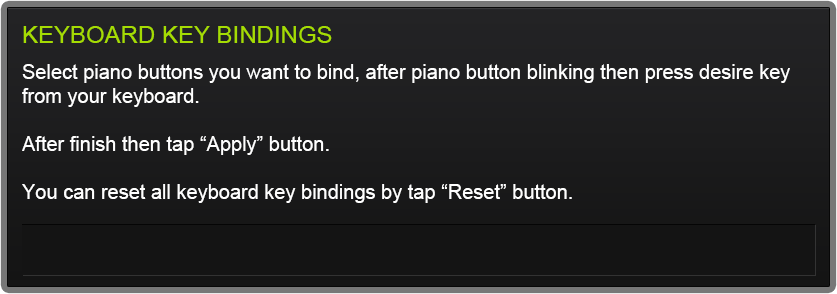 KEYBOARD KEY BINDINGS
Select piano buttons you want to bind, after piano button blinking then press desire key
from your keyboard.
After finish then tap “Apply” button.
You can reset all keyboard key bindings by tap “Reset” button.